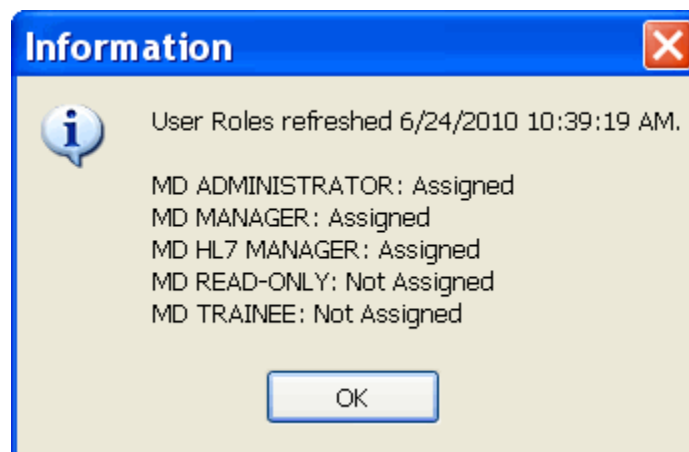 Information
User Roles refreshed 6/24/2010 10:39:19 AM.
MD ADMINISTRATOR: Assigned
MD MANAGER: Assigned
MD HL7 MANAGER: Assigned
MD READ-ONLY: Not Assigned
MD TRAINEE: Not Assigned
OK